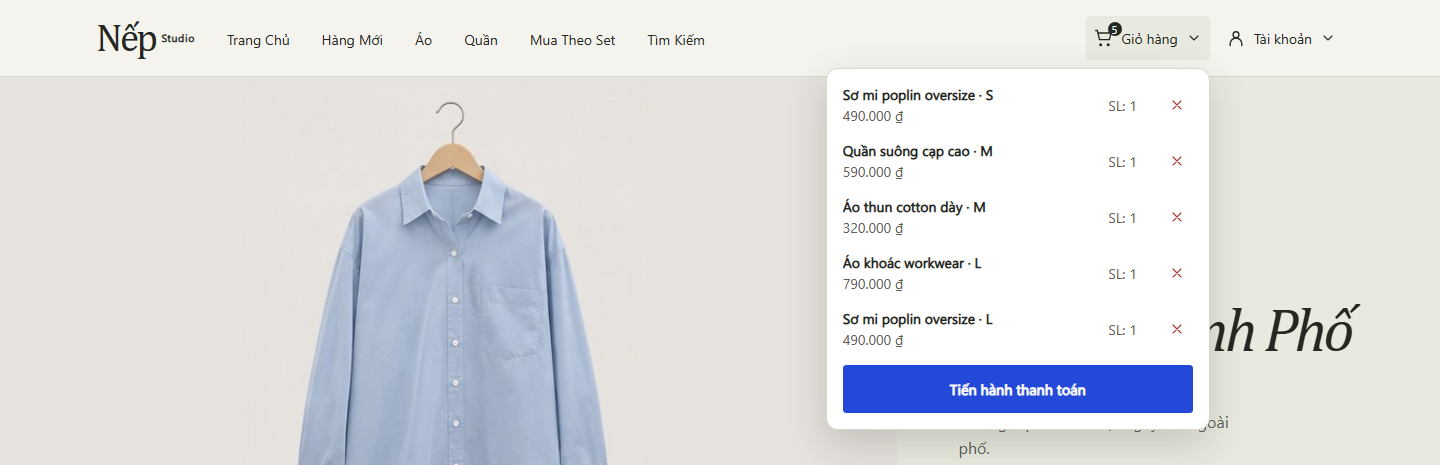 Nếp Studio
Trang Chủ
Hàng Mới
Áo
Quần
Mua Theo Set
Tìm Kiếm
5
Giỏ hàng
Tài khoản
Sơ mi poplin oversize · S
490.000 ₫
SL: 1
Quần suông cạp cao · M
590.000 ₫
SL: 1
Áo thun cotton dày · M
320.000 ₫
SL: 1
Áo khoác workwear · L
790.000 ₫
SL: 1
Sơ mi poplin oversize · L
490.000 ₫
SL: 1
Tiến hành thanh toán
Phố
phố.